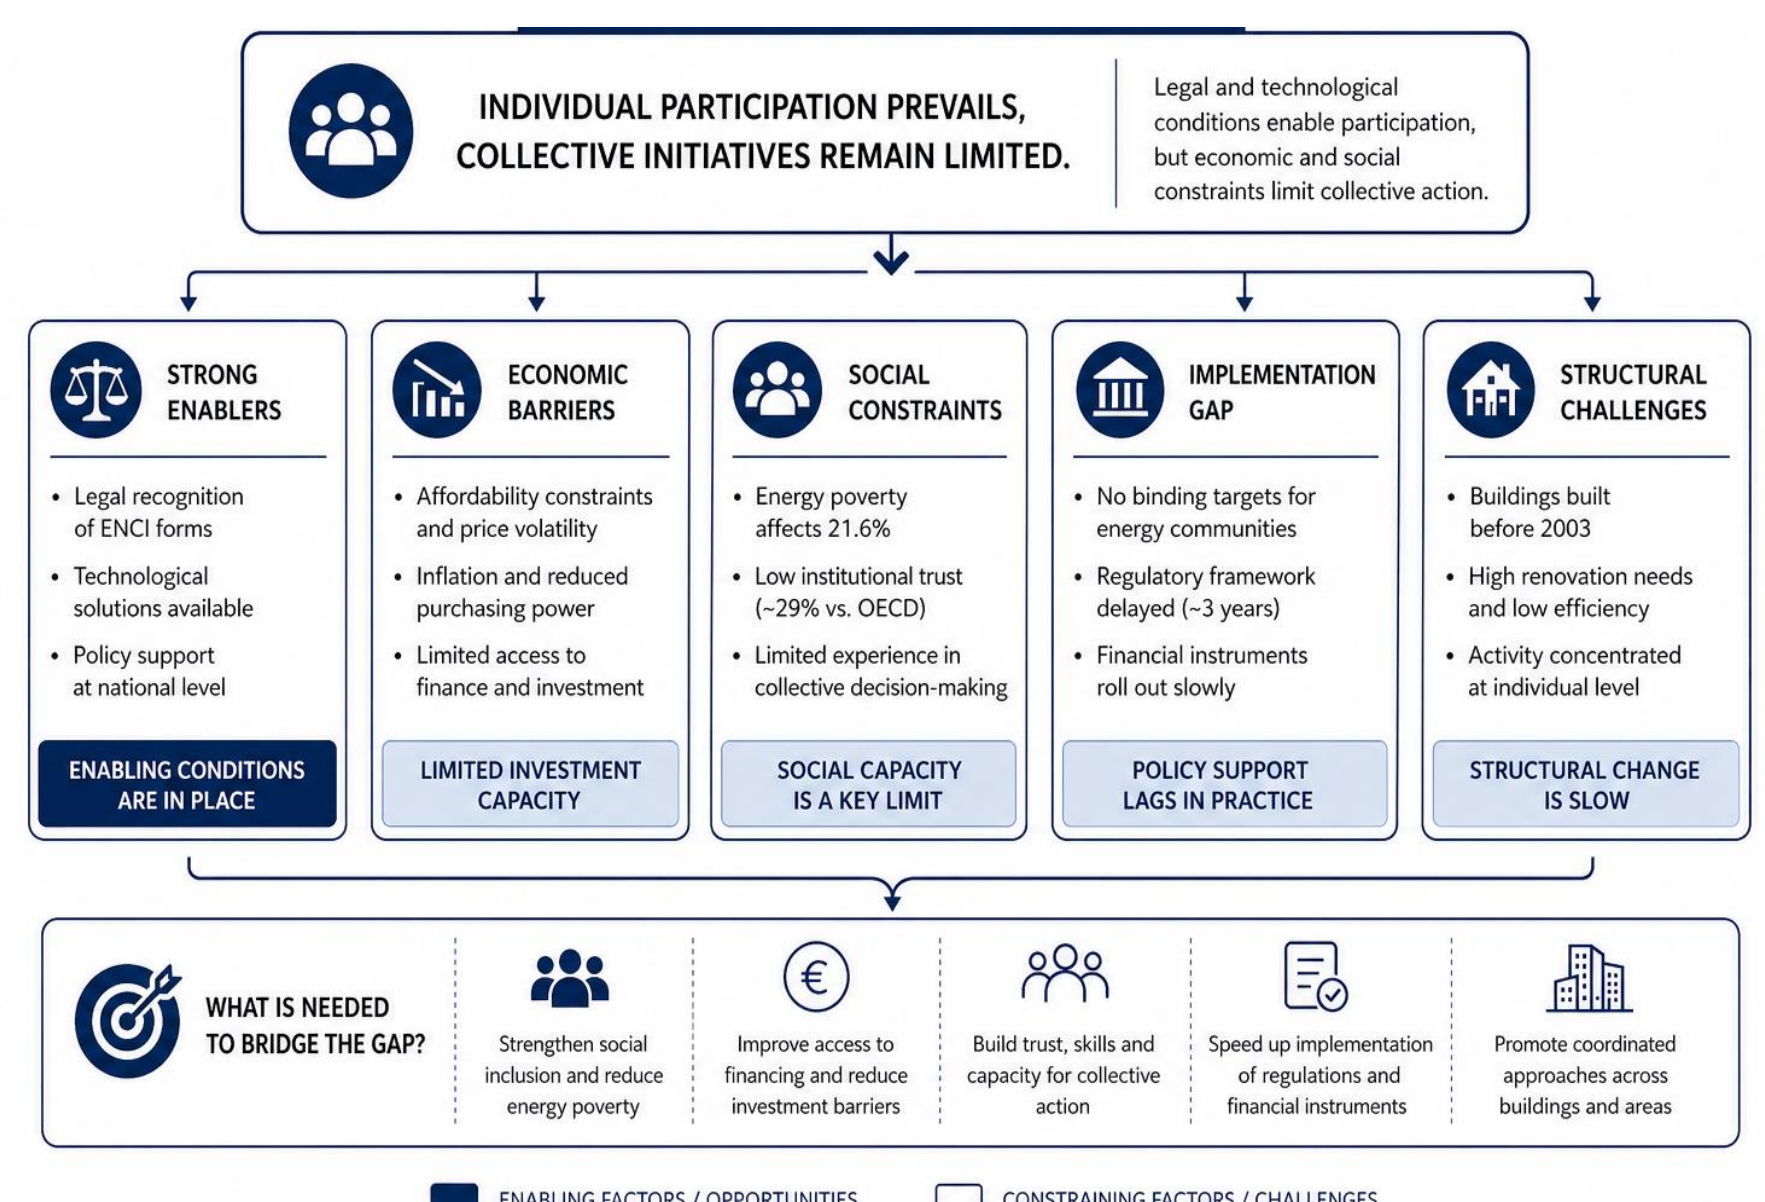 INDIVIDUAL PARTICIPATION PREVAILS,
COLLECTIVE INITIATIVES REMAIN LIMITED.
Legal and technological
conditions enable participation,
but economic and social
constraints limit collective action.
STRONG
ENABLERS
• Legal recognition
of ENCI forms
• Technological
solutions available
• Policy support
at national level
ENABLING CONDITIONS
ARE IN PLACE
ECONOMIC
BARRIERS
• Affordability constraints
and price volatility
• Inflation and reduced
purchasing power
• Limited access to
finance and investment
LIMITED INVESTMENT
CAPACITY
SOCIAL
CONSTRAINTS
• Energy poverty
affects 21.6%
• Low institutional trust
(~29% vs. OECD)
• Limited experience in
collective decision-making
SOCIAL CAPACITY
IS A KEY LIMIT
IMPLEMENTATION
GAP
• No binding targets for
energy communities
• Regulatory framework
delayed (~3 years)
• Financial instruments
roll out slowly
POLICY SUPPORT
LAGS IN PRACTICE
STRUCTURAL
CHALLENGES
• Buildings built
before 2003
• High renovation needs
and low efficiency
• Activity concentrated
at individual level
STRUCTURAL CHANGE
IS SLOW
WHAT IS NEEDED
TO BRIDGE THE GAP?
Strengthen social
inclusion and reduce
energy poverty
€
Improve access to
financing and reduce
investment barriers
Build trust, skills and
capacity for collective
action
Speed up implementation
of regulations and
financial instruments
Promote coordinated
approaches across
buildings and areas
ENABLING FACTORS / OPPORTUNITIES
CONSTRAINING FACTORS / CHALLENGES